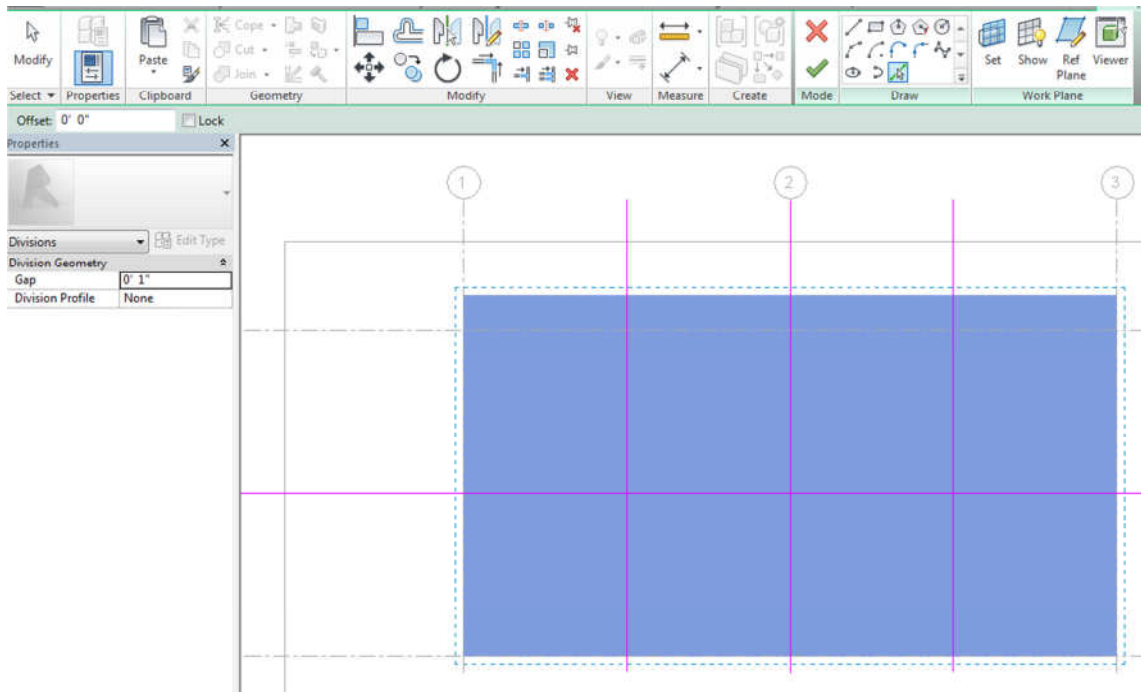 Modify
Paste
Cope
Cut
Join
Set
Show
Ref
Plane
Viewer
Select
Properties
Clipboard
Geometry
Modify
View
Measure
Create
Mode
Draw
Work Plane
Offset: 0' 0"
Lock
Properties
R
Divisions
Edit Type
Division Geometry
Gap 0' 1"
Division Profile None
1
2
3